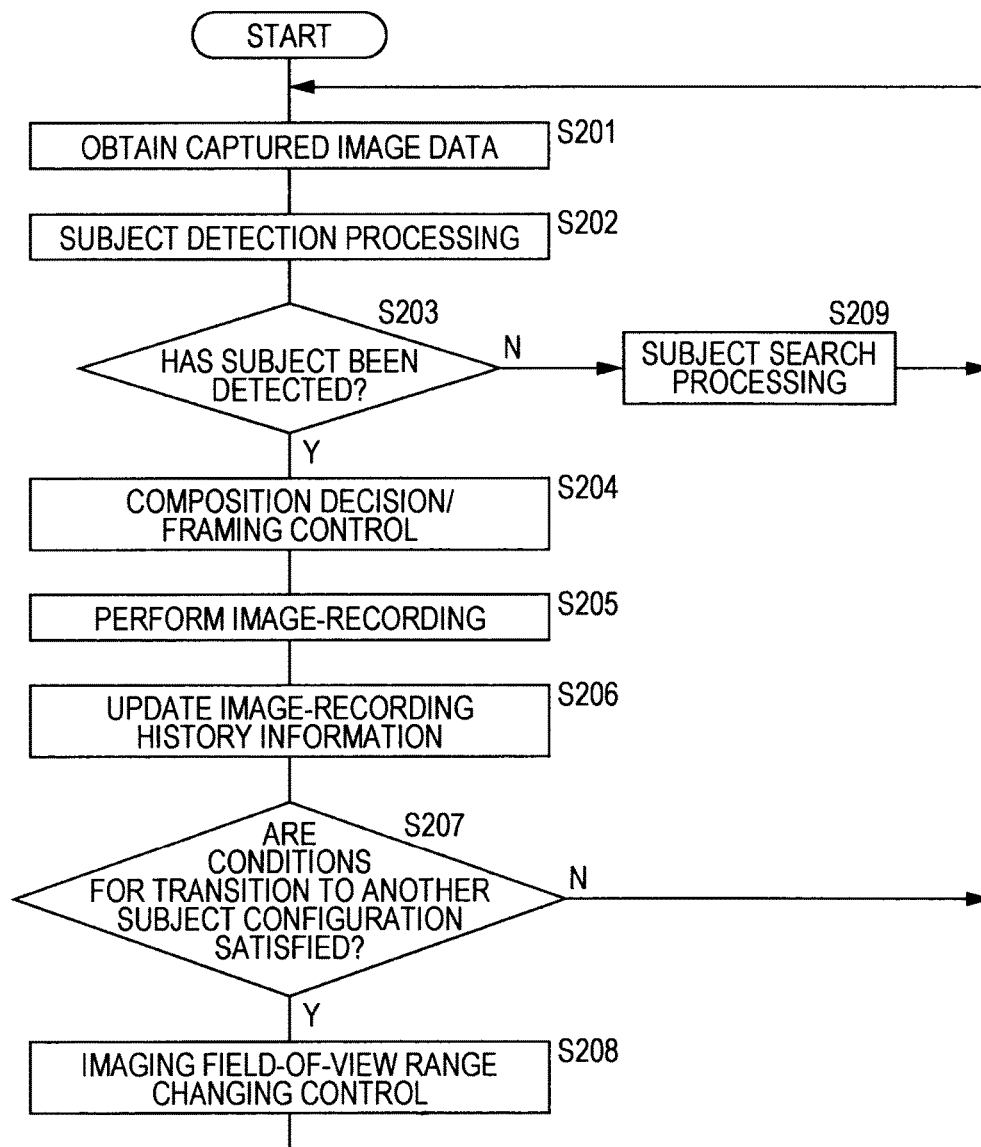 START
OBTAIN CAPTURED IMAGE DATA
S201
SUBJECT DETECTION PROCESSING
S202
S203
HAS SUBJECT BEEN
DETECTED?
N
S209
SUBJECT SEARCH
PROCESSING
Y
COMPOSITION DECISION/
FRAMING CONTROL
S204
PERFORM IMAGE-RECORDING
S205
UPDATE IMAGE-RECORDING
HISTORY INFORMATION
S206
S207
ARE
CONDITIONS
FOR TRANSITION TO ANOTHER
SUBJECT CONFIGURATION
SATISFIED?
N
Y
IMAGING FIELD-OF-VIEW RANGE
CHANGING CONTROL
S208